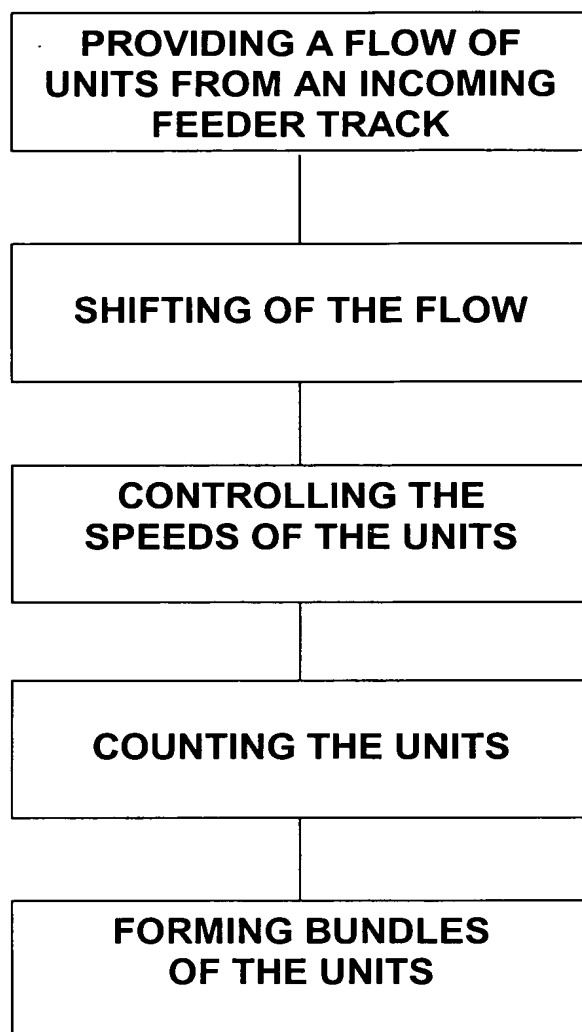 PROVIDING A FLOW OF
UNITS FROM AN INCOMING
FEEDER TRACK
SHIFTING OF THE FLOW
CONTROLLING THE
SPEEDS OF THE UNITS
COUNTING THE UNITS
FORMING BUNDLES
OF THE UNITS